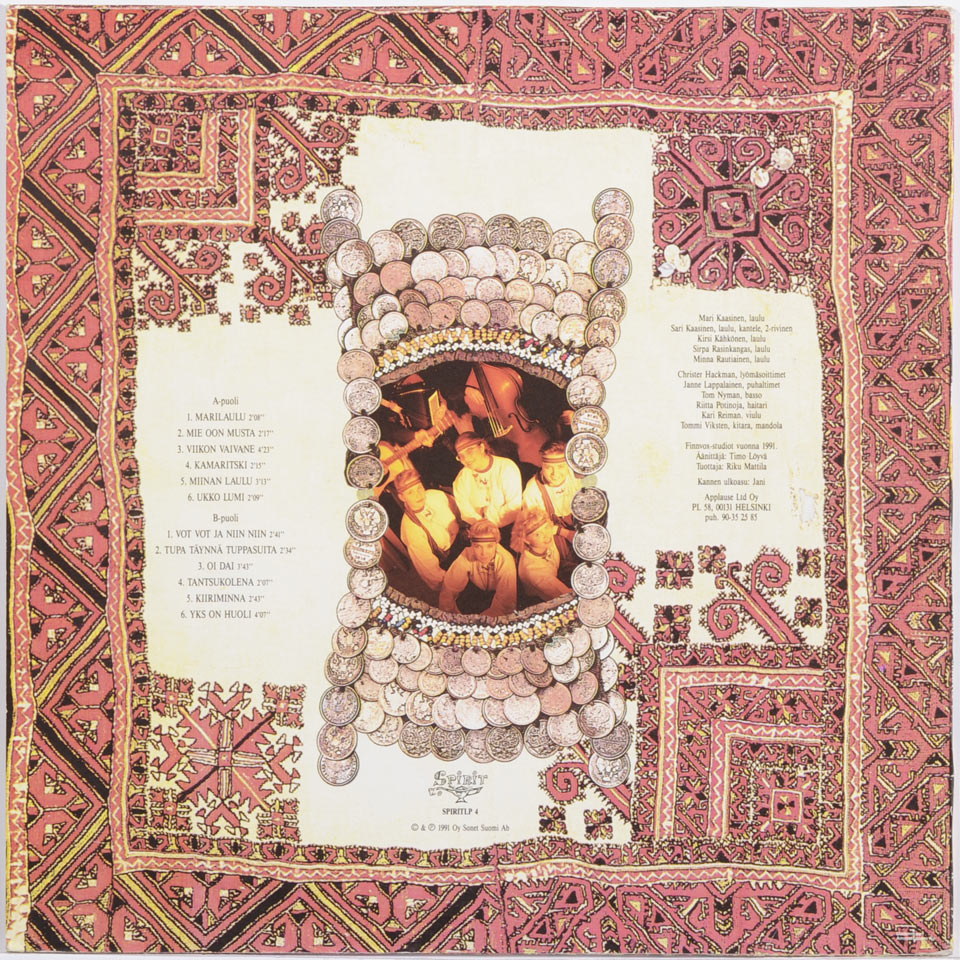 A-puoli
1. MARILAULU 2'08"
2. MIE OON MUSTA 2'17"
3. VIIKON VAIVANE 4'23"
4. KAMARITSKI 2'15"
5. MIINAN LAULU 3'13"
6. UKKO LUMI 2'09"
B-puoli
1. VOT VOT JA NIIN NIIN 2'41"
2. TUPA TÄYNNÄ TUPPASUITA 2'34"
3. OI DAI 3'43"
4. TANTSUKOLENA 2'07"
5. KIIRIMINNA 2'43"
6. YKS ON HUOLI 4'07"
Mari Kaasinen, laulu
Sari Kaasinen, laulu, kantele, 2-rivinen
Kirsi Kähkönen, laulu
Sirpa Rasinkangas, laulu
Minna Rautiainen, laulu
Christer Hackman, lyömäsoittimet
Janne Lappalainen, puhaltimet
Tom Nyman, basso
Riitta Potinoja, haitari
Kari Reiman, viulu
Tommi Viksten, kitara, mandola
Finnvox-studiot vuonna 1991.
Äänittäjä: Timo Löyvä
Tuottaja: Riku Mattila
Kannen ulkoasu: Jani
Applause Ltd Oy
PL 58, 00131 HELSINKI
puh. 90-35 25 85
SPIRIT
SPIRITLP 4
© & ℗ 1991 Oy Sonet Suomi Ab